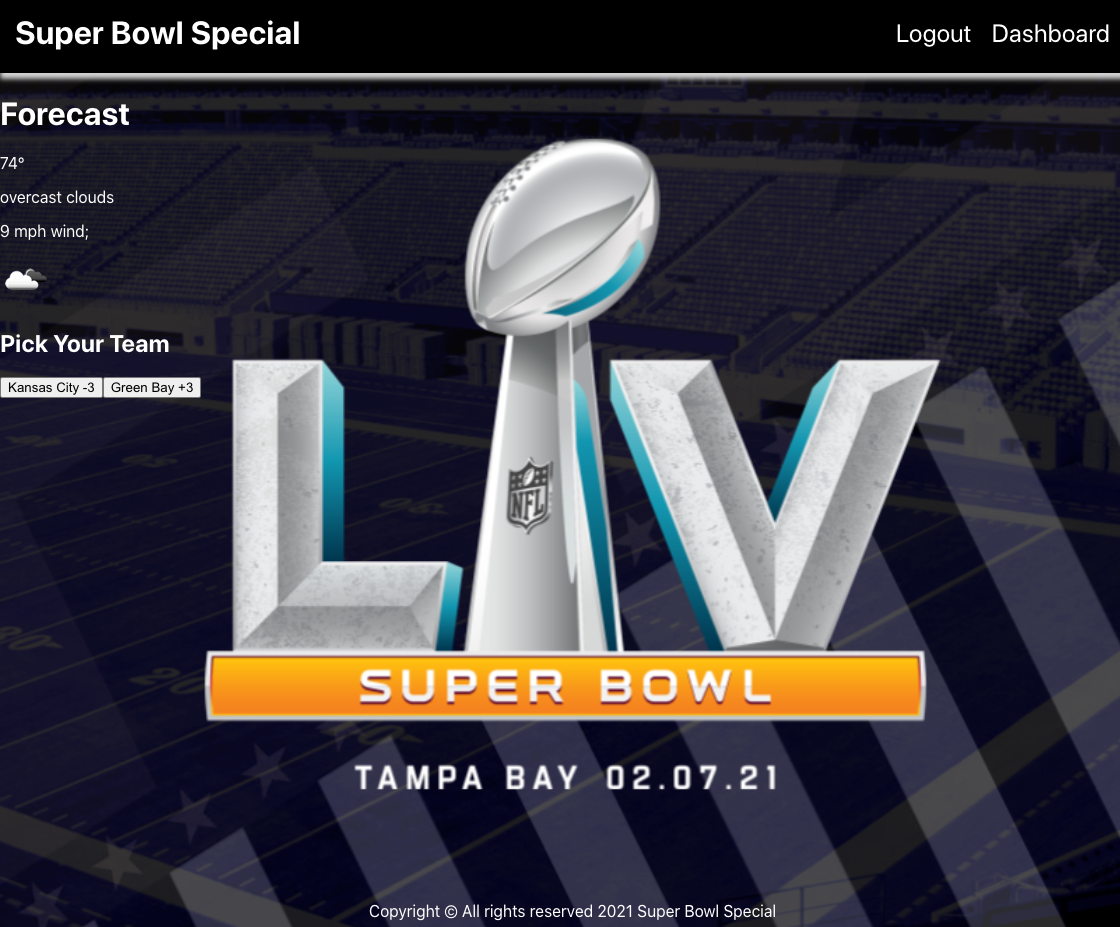 Super Bowl Special
Logout Dashboard
Forecast
74°
overcast clouds
9 mph wind;
Pick Your Team
Kansas City -3 Green Bay +3
NFL
LV
SUPER BOWL
TAMPA BAY 02.07.21
Copyright © All rights reserved 2021 Super Bowl Special